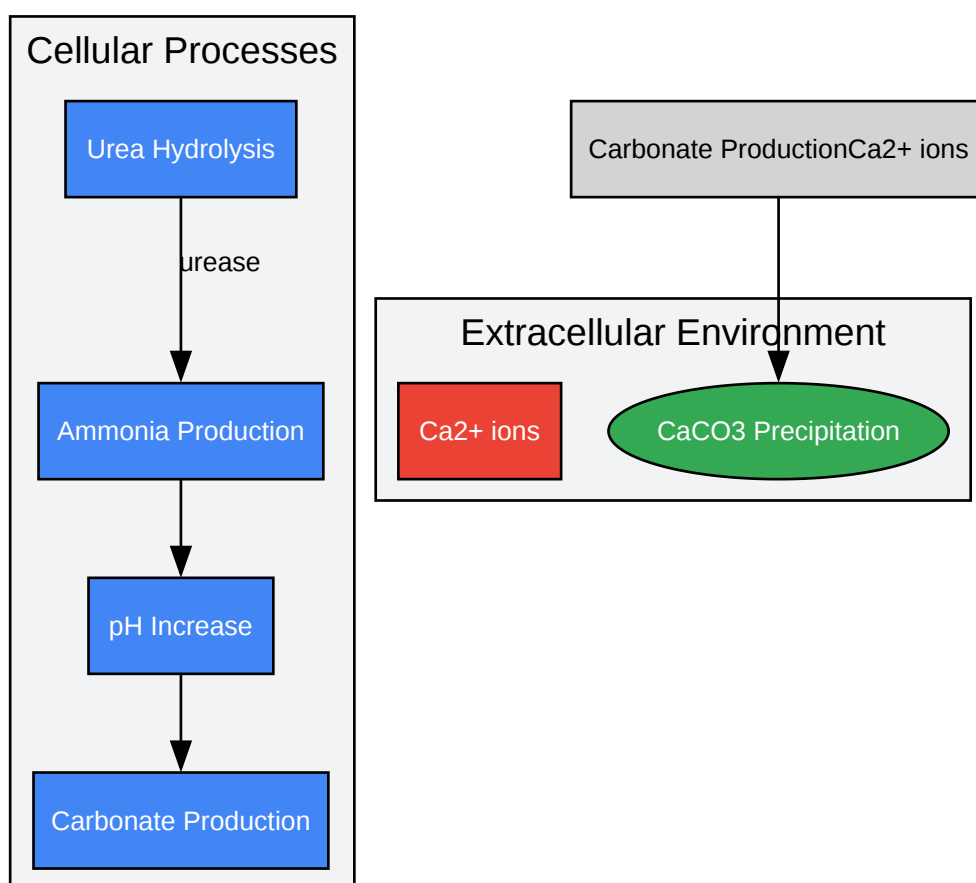 Cellular Processes
Urea Hydrolysis
urease
Ammonia Production
pH Increase
Carbonate Production
Carbonate ProductionCa2+ ions
Extracellular Environment
Ca2+ ions
CaCO3 Precipitation